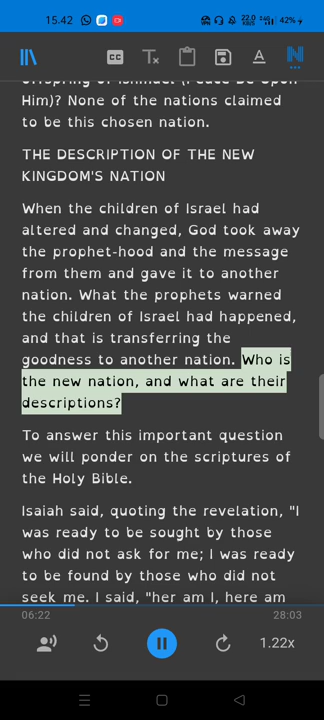 15.42
22.0
KB/S
42%
CC
offspring of Ishmael (Peace Be Upon
Him)? None of the nations claimed
to be this chosen nation.
THE DESCRIPTION OF THE NEW
KINGDOM'S NATION
When the children of Israel had
altered and changed, God took away
the prophet-hood and the message
from them and gave it to another
nation. What the prophets warned
the children of Israel had happened,
and that is transferring the
goodness to another nation. Who is
the new nation, and what are their
descriptions?
To answer this important question
we will ponder on the scriptures of
the Holy Bible.
Isaiah said, quoting the revelation, "I
was ready to be sought by those
who did not ask for me; I was ready
to be found by those who did not
seek me. I said, "her am I, here am
06:22
28:03
1.22x